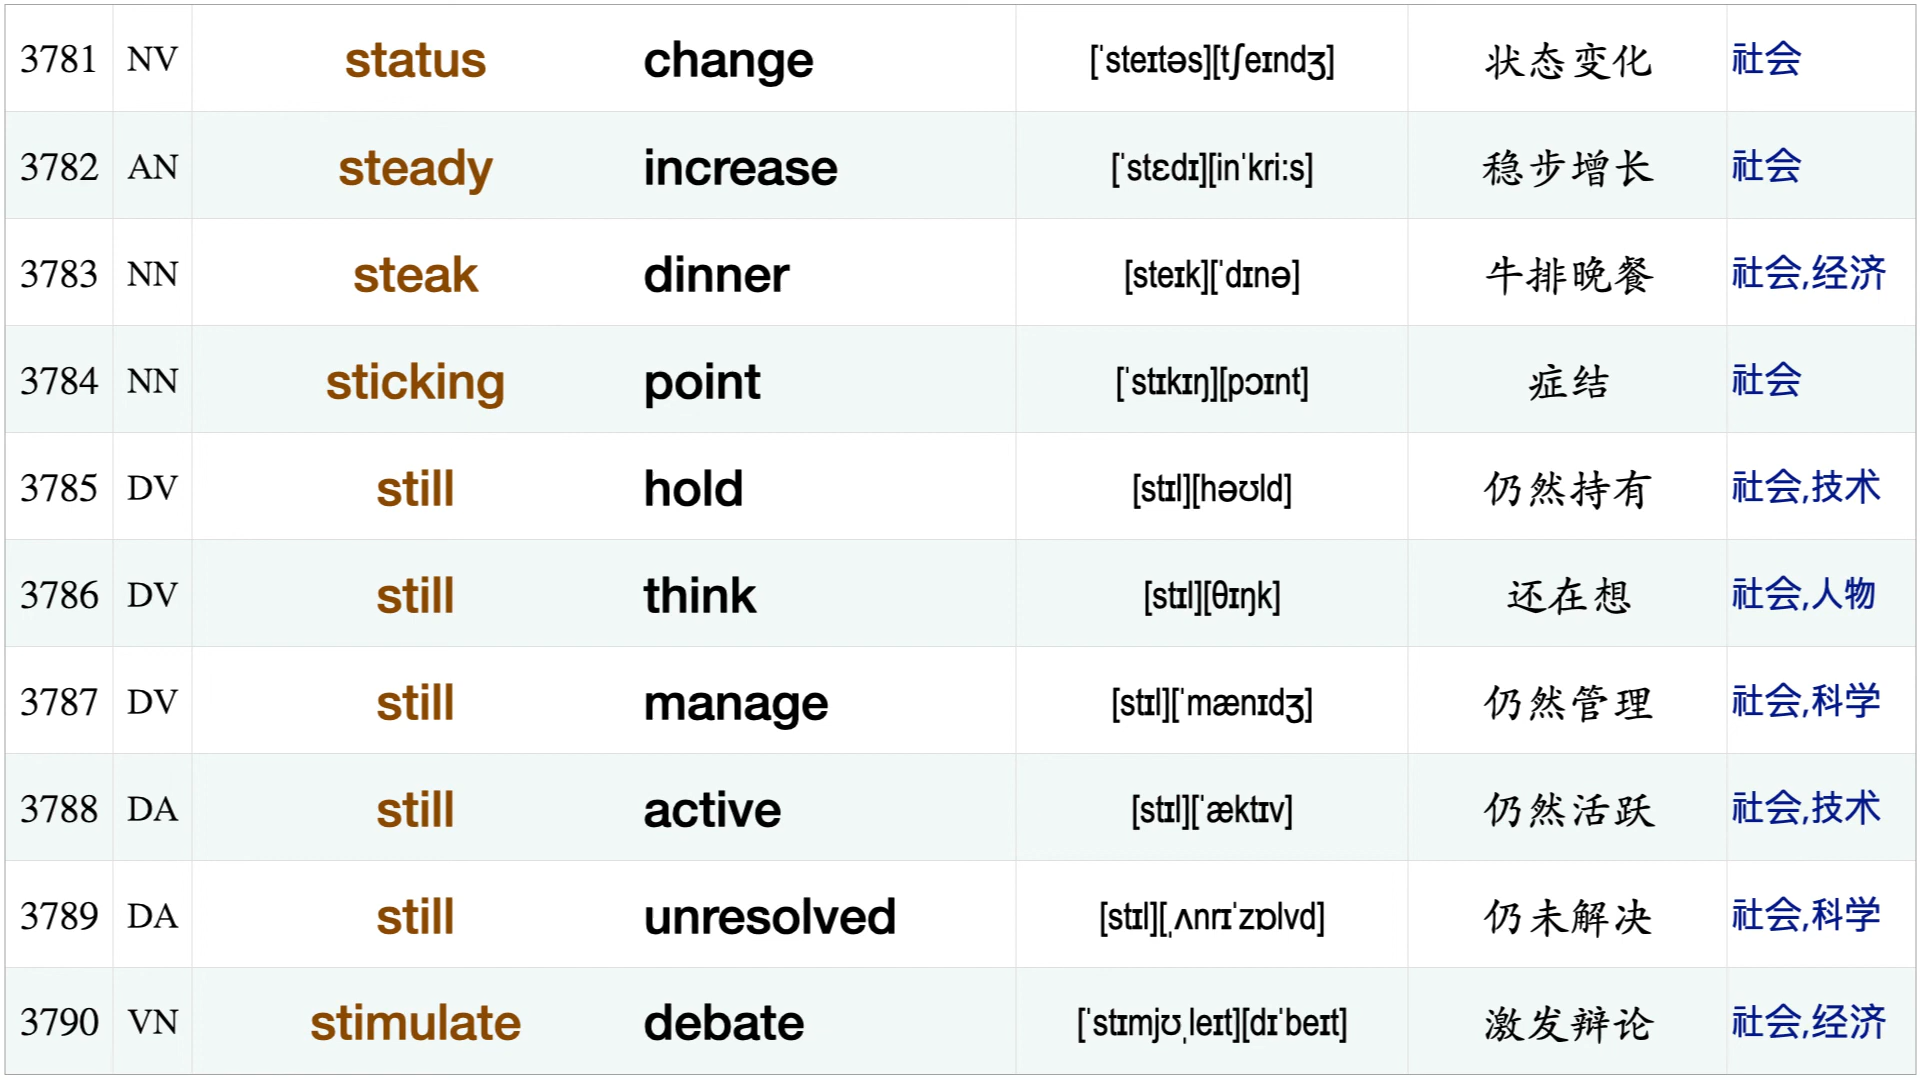 3781 NV status change [ˈsteɪtəs][tʃeɪndʒ] 状态变化 社会
3782 AN steady increase [ˈstɛdɪ][inˈkri:s] 稳步增长 社会
3783 NN steak dinner [steɪk][ˈdɪnə] 牛排晚餐 社会,经济
3784 NN sticking point [ˈstɪkɪŋ][pɔɪnt] 症结 社会
3785 DV still hold [stɪl][həʊld] 仍然持有 社会,技术
3786 DV still think [stɪl][θɪŋk] 还在想 社会,人物
3787 DV still manage [stɪl][ˈmænɪdʒ] 仍然管理 社会,科学
3788 DA still active [stɪl][ˈæktɪv] 仍然活跃 社会,技术
3789 DA still unresolved [stɪl][ˌʌnrɪˈzɒlvd] 仍未解决 社会,科学
3790 VN stimulate debate [ˈstɪmjʊˌleɪt][dɪˈbeɪt] 激发辩论 社会,经济